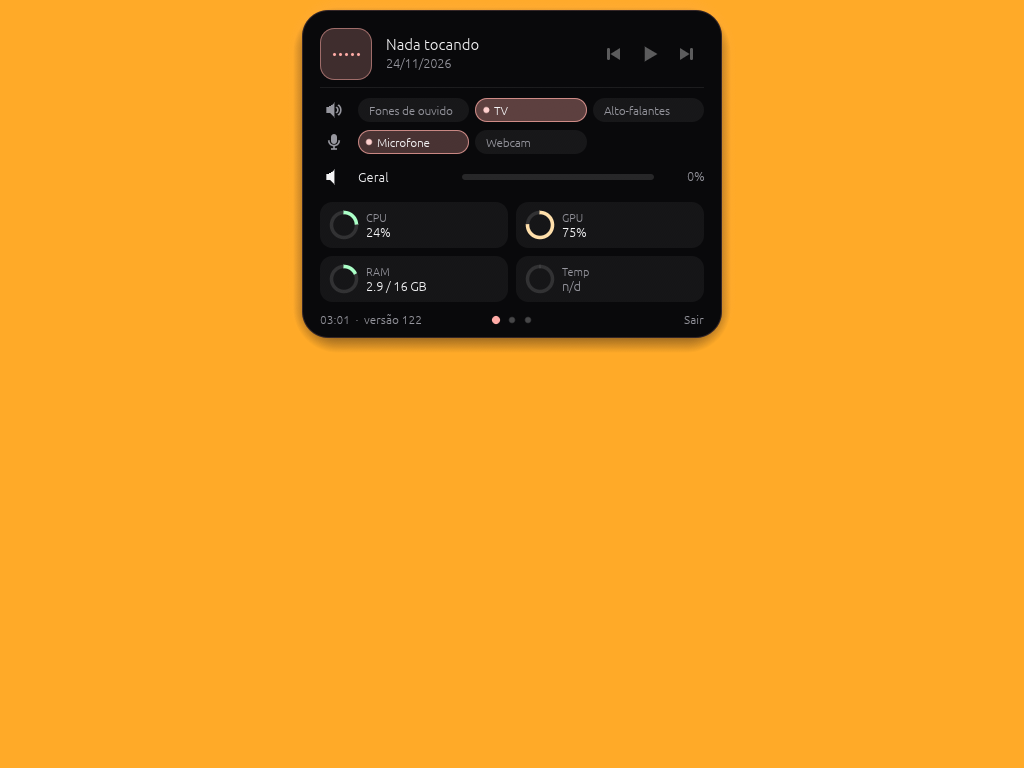 Nada tocando
24/11/2026
Fones de ouvido
TV
Alto-falantes
Microfone
Webcam
Geral
0%
CPU
24%
GPU
75%
RAM
2.9 / 16 GB
Temp
n/d
03:01 · versão 122
Sair